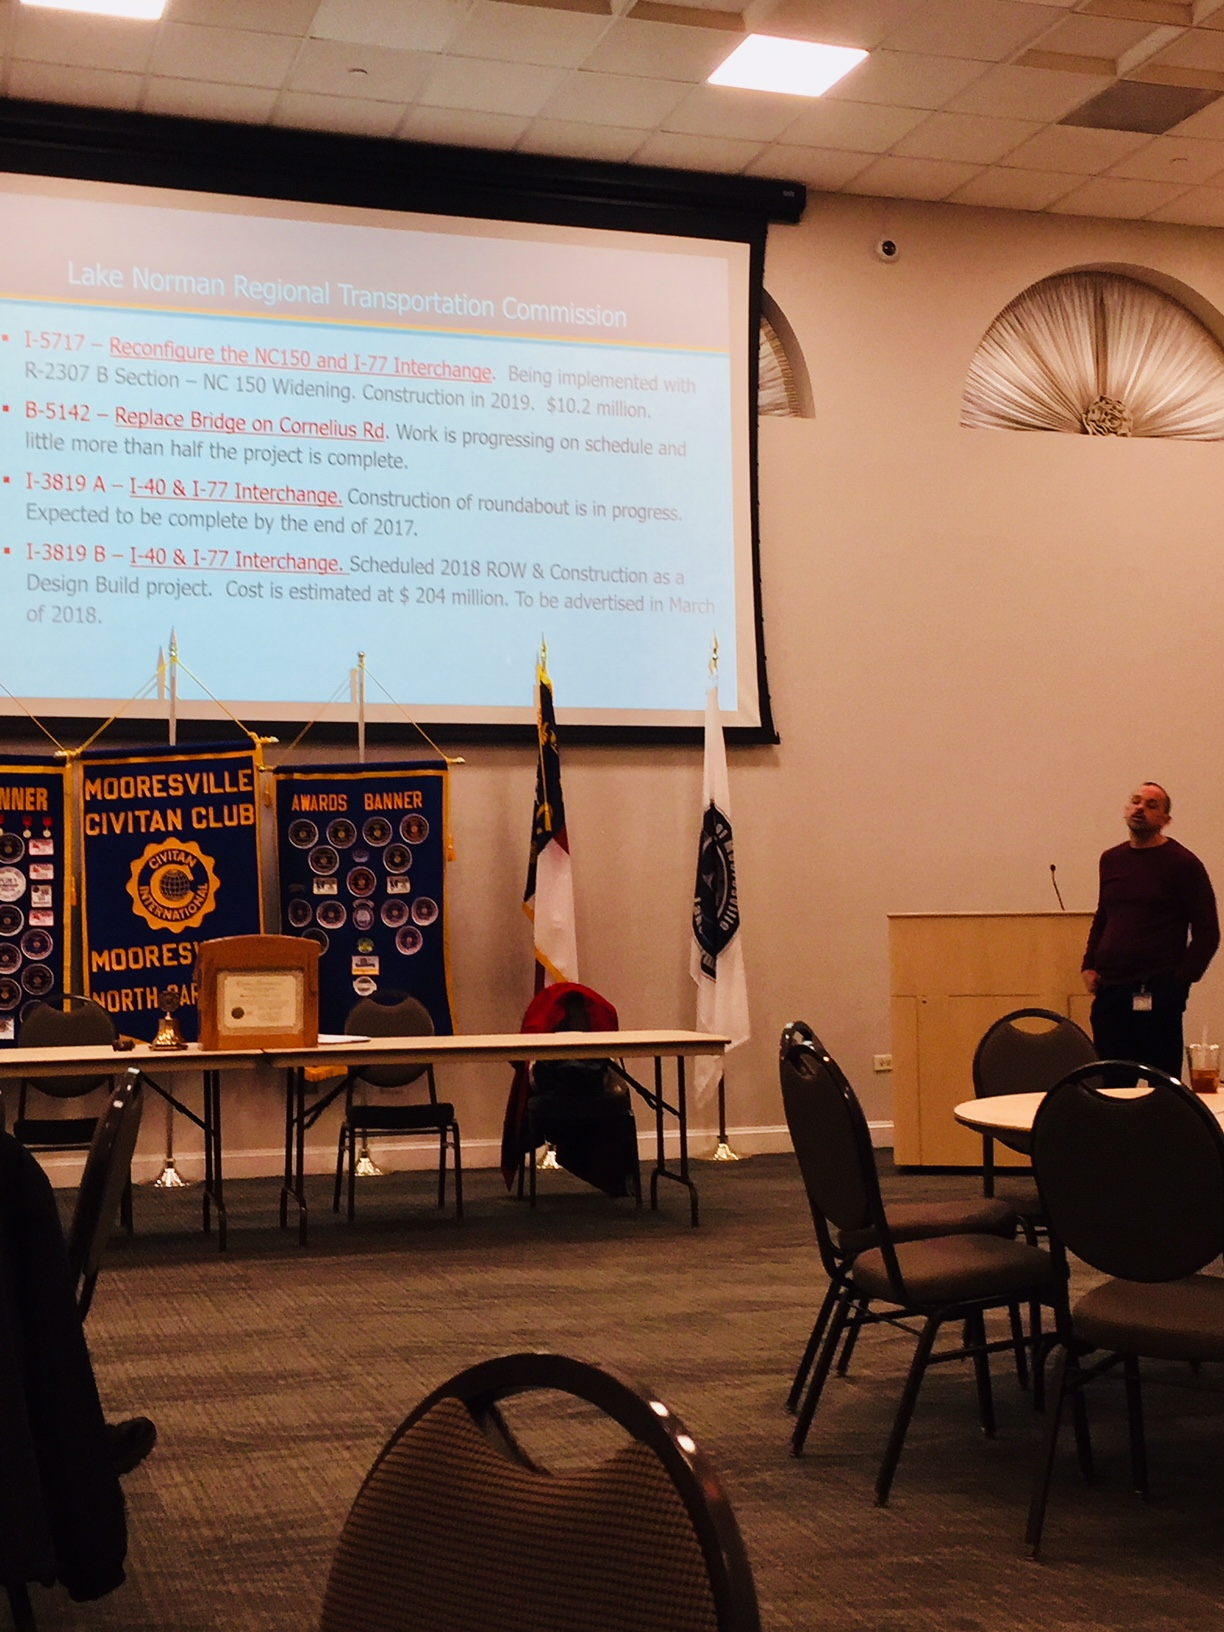 Lake Norman Regional Transportation Commission
▪ I-5717 – Reconfigure the NC150 and I-77 Interchange. Being implemented with
R-2307 B Section – NC 150 Widening. Construction in 2019. $10.2 million.
▪ B-5142 – Replace Bridge on Cornelius Rd. Work is progressing on schedule and
little more than half the project is complete.
▪ I-3819 A – I-40 & I-77 Interchange. Construction of roundabout is in progress.
Expected to be complete by the end of 2017.
▪ I-3819 B – I-40 & I-77 Interchange. Scheduled 2018 ROW & Construction as a
Design Build project. Cost is estimated at $ 204 million. To be advertised in March
of 2018.
NNER
MOORESVILLE
CIVITAN CLUB
CIVITAN
INTERNATIONAL
MOORESV
NORTH CAR
AWARDS BANNER